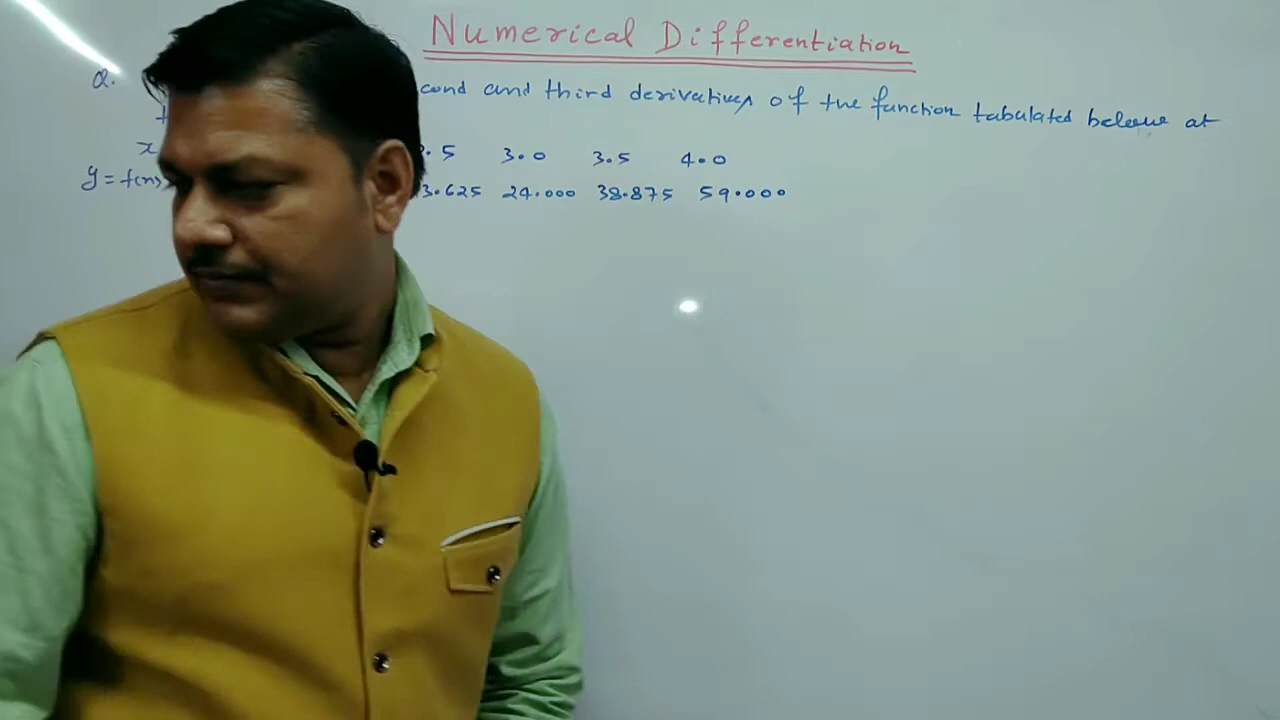 Numerical Differentiation
Q. cond and third derivatives of the function tabulated below at
x .5 3.0 3.5 4.0
y = f(x) 3.625 24.000 38.875 59.000